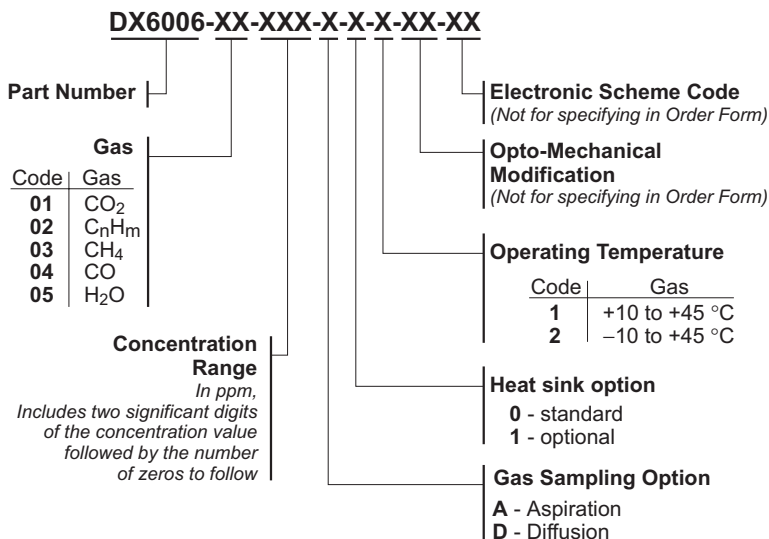 DX6006-XX-XXX-X-X-X-XX-XX
Part Number
Gas
Code Gas
01 CO2
02 CnHm
03 CH4
04 CO
05 H2O
Concentration
Range
In ppm,
Includes two significant digits
of the concentration value
followed by the number
of zeros to follow
Electronic Scheme Code
(Not for specifying in Order Form)
Opto-Mechanical
Modification
(Not for specifying in Order Form)
Operating Temperature
Code Gas
1 +10 to +45 °C
2 –10 to +45 °C
Heat sink option
0 - standard
1 - optional
Gas Sampling Option
A - Aspiration
D - Diffusion